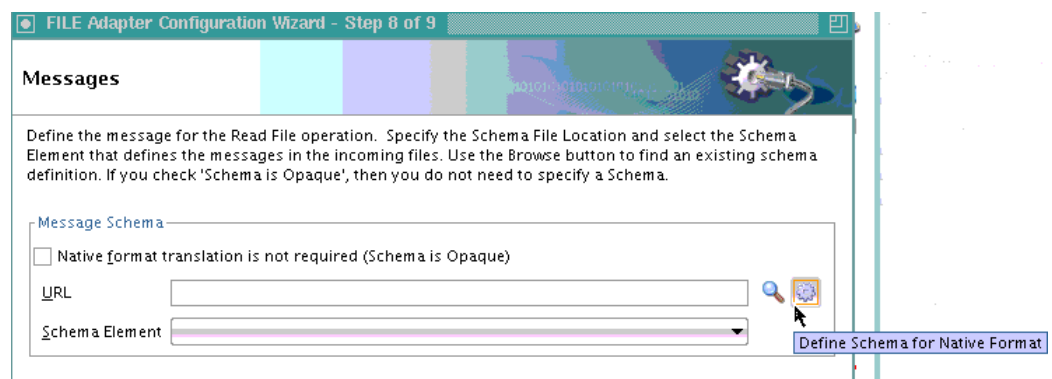 FILE Adapter Configuration Wizard - Step 8 of 9
Messages
Define the message for the Read File operation.  Specify the Schema File Location and select the Schema
Element that defines the messages in the incoming files. Use the Browse button to find an existing schema
definition. If you check 'Schema is Opaque', then you do not need to specify a Schema.
Message Schema
Native format translation is not required (Schema is Opaque)
URL
Schema Element
Define Schema for Native Format